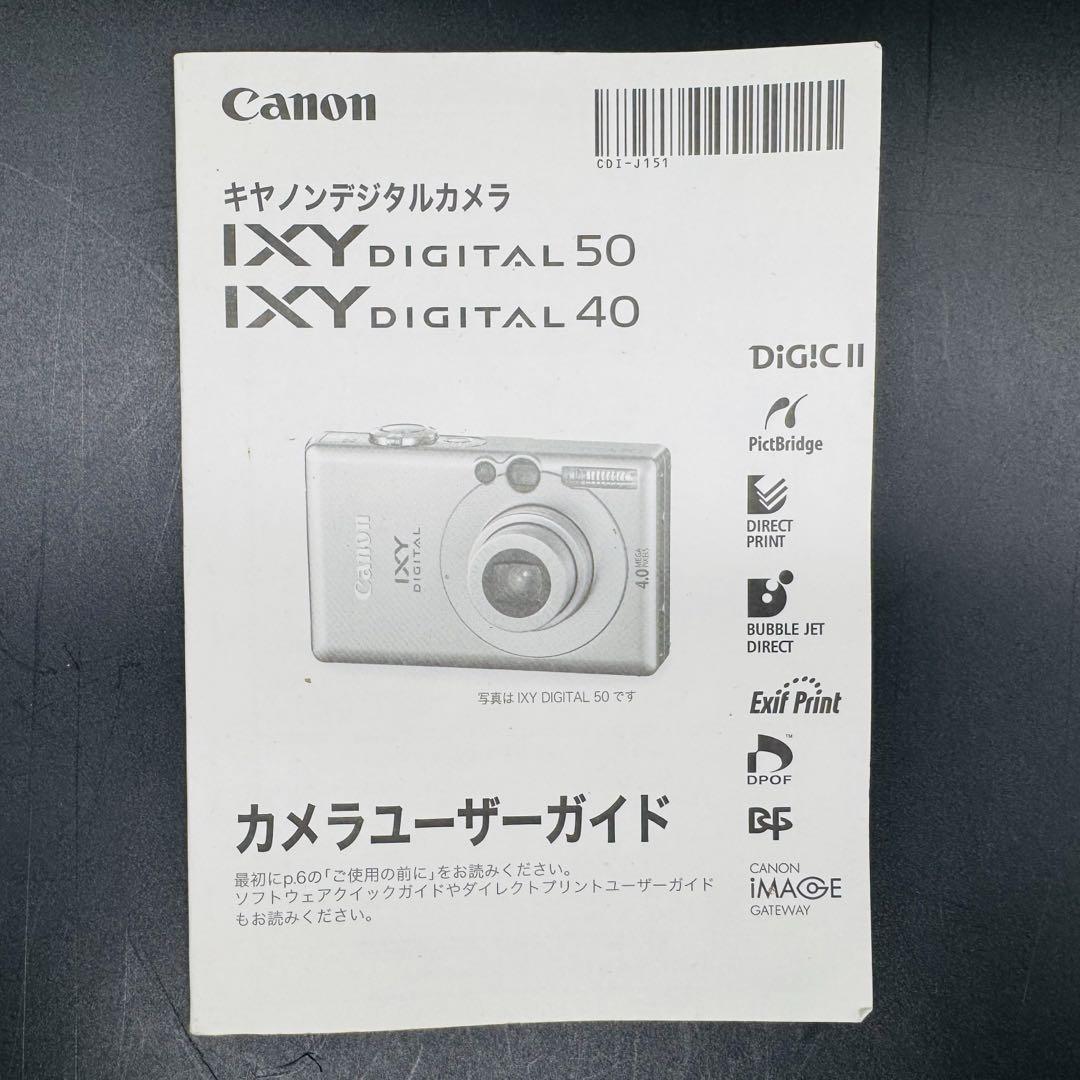 Canon
CDI-J151
キヤノンデジタルカメラ
IXY DIGITAL 50
IXY DIGITAL 40
DiG!C II
PictBridge
DIRECT
PRINT
BUBBLE JET
DIRECT
Exif Print
DPOF
™
Canon
IXY
DIGITAL
4.0 MEGA
PIXELS
写真は IXY DIGITAL 50 です
カメラユーザーガイド
最初にp.6の「ご使用の前に」をお読みください。
ソフトウェアクイックガイドやダイレクトプリントユーザーガイド
もお読みください。
CANON
iMAGE
GATEWAY